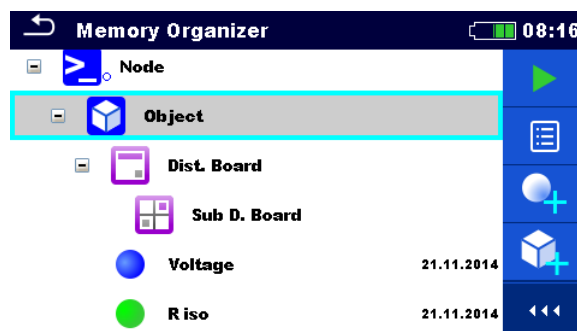 Memory Organizer 08:16
>_ Node
Object
Dist. Board
Sub D. Board
Voltage 21.11.2014
R iso 21.11.2014